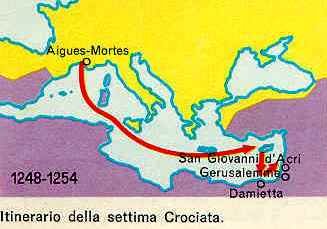 Aigues-Mortes
San Giovanni d'Acri
Gerusalemme
1248-1254
Damietta
Itinerario della settima Crociata.